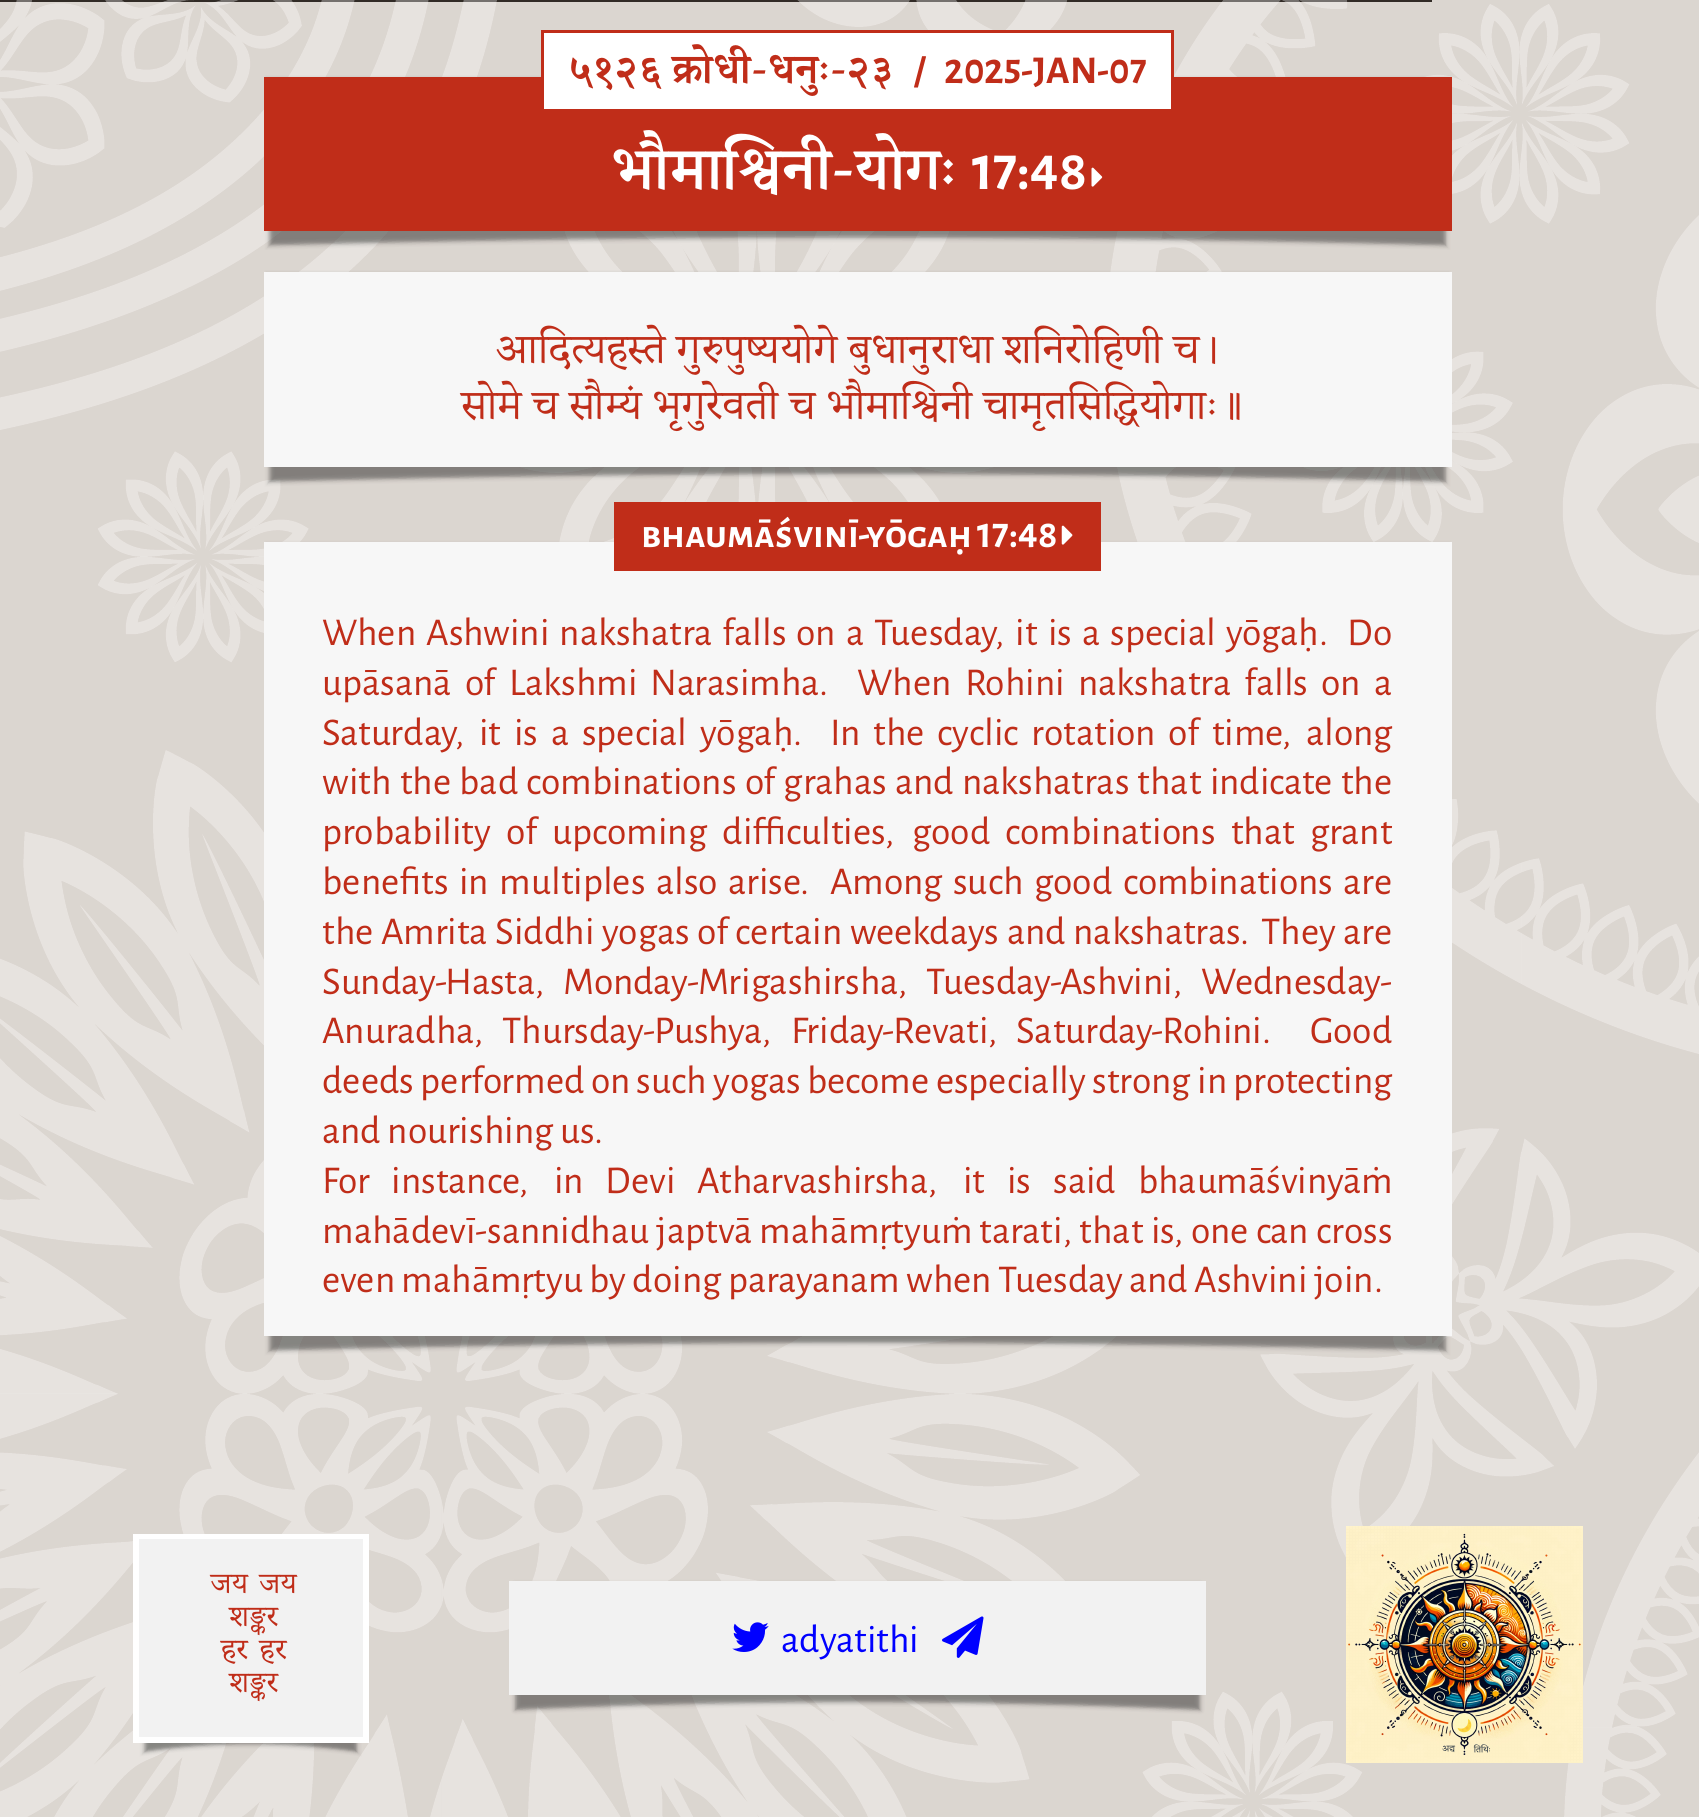 ५१२६ क्रोधी-धनुः-२३ / 2025-JAN-07
भौमाश्विनी-योगः 17:48
आदित्यहस्ते गुरुपुष्ययोगे बुधानुराधा शनिरोहिणी च।
सोमे च सौम्यं भृगुरेवती च भौमाश्विनी चामृतसिद्धियोगाः॥
BHAUMĀŚVINĪ-YŌGAḤ 17:48
When Ashwini nakshatra falls on a Tuesday, it is a special yōgaḥ. Do
upāsanā of Lakshmi Narasimha. When Rohini nakshatra falls on a
Saturday, it is a special yōgaḥ. In the cyclic rotation of time, along
with the bad combinations of grahas and nakshatras that indicate the
probability of upcoming difficulties, good combinations that grant
benefits in multiples also arise. Among such good combinations are
the Amrita Siddhi yogas of certain weekdays and nakshatras. They are
Sunday-Hasta, Monday-Mrigashirsha, Tuesday-Ashvini, Wednesday-
Anuradha, Thursday-Pushya, Friday-Revati, Saturday-Rohini. Good
deeds performed on such yogas become especially strong in protecting
and nourishing us.
For instance, in Devi Atharvashirsha, it is said bhaumāśvinyāṁ
mahādevī-sannidhau japtvā mahāmṛtyuṁ tarati, that is, one can cross
even mahāmṛtyu by doing parayanam when Tuesday and Ashvini join.
जय जय
शङ्कर
हर हर
शङ्कर
adyatithi
अद्य तिथिः